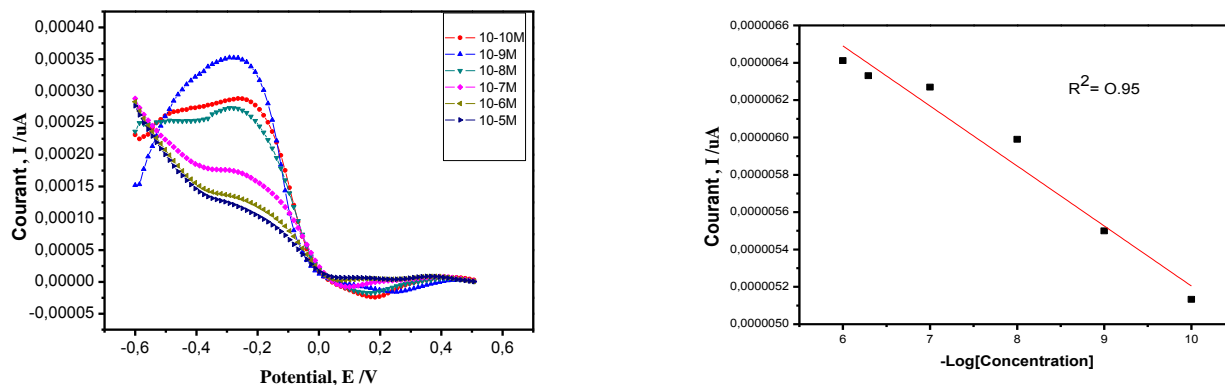 0,00040
0,00035
0,00030
0,00025
0,00020
0,00015
0,00010
0,00005
0,00000
-0,00005
Courant , I /uA
10-10M
10-9M
10-8M
10-7M
10-6M
10-5M
-0,6 -0,4 -0,2 0,0 0,2 0,4 0,6
Potential, E /V
0,0000066
0,0000064
0,0000062
0,0000060
0,0000058
0,0000056
0,0000054
0,0000052
0,0000050
Courant , I /uA
R2= O.95
6 7 8 9 10
-Log[Concentration]